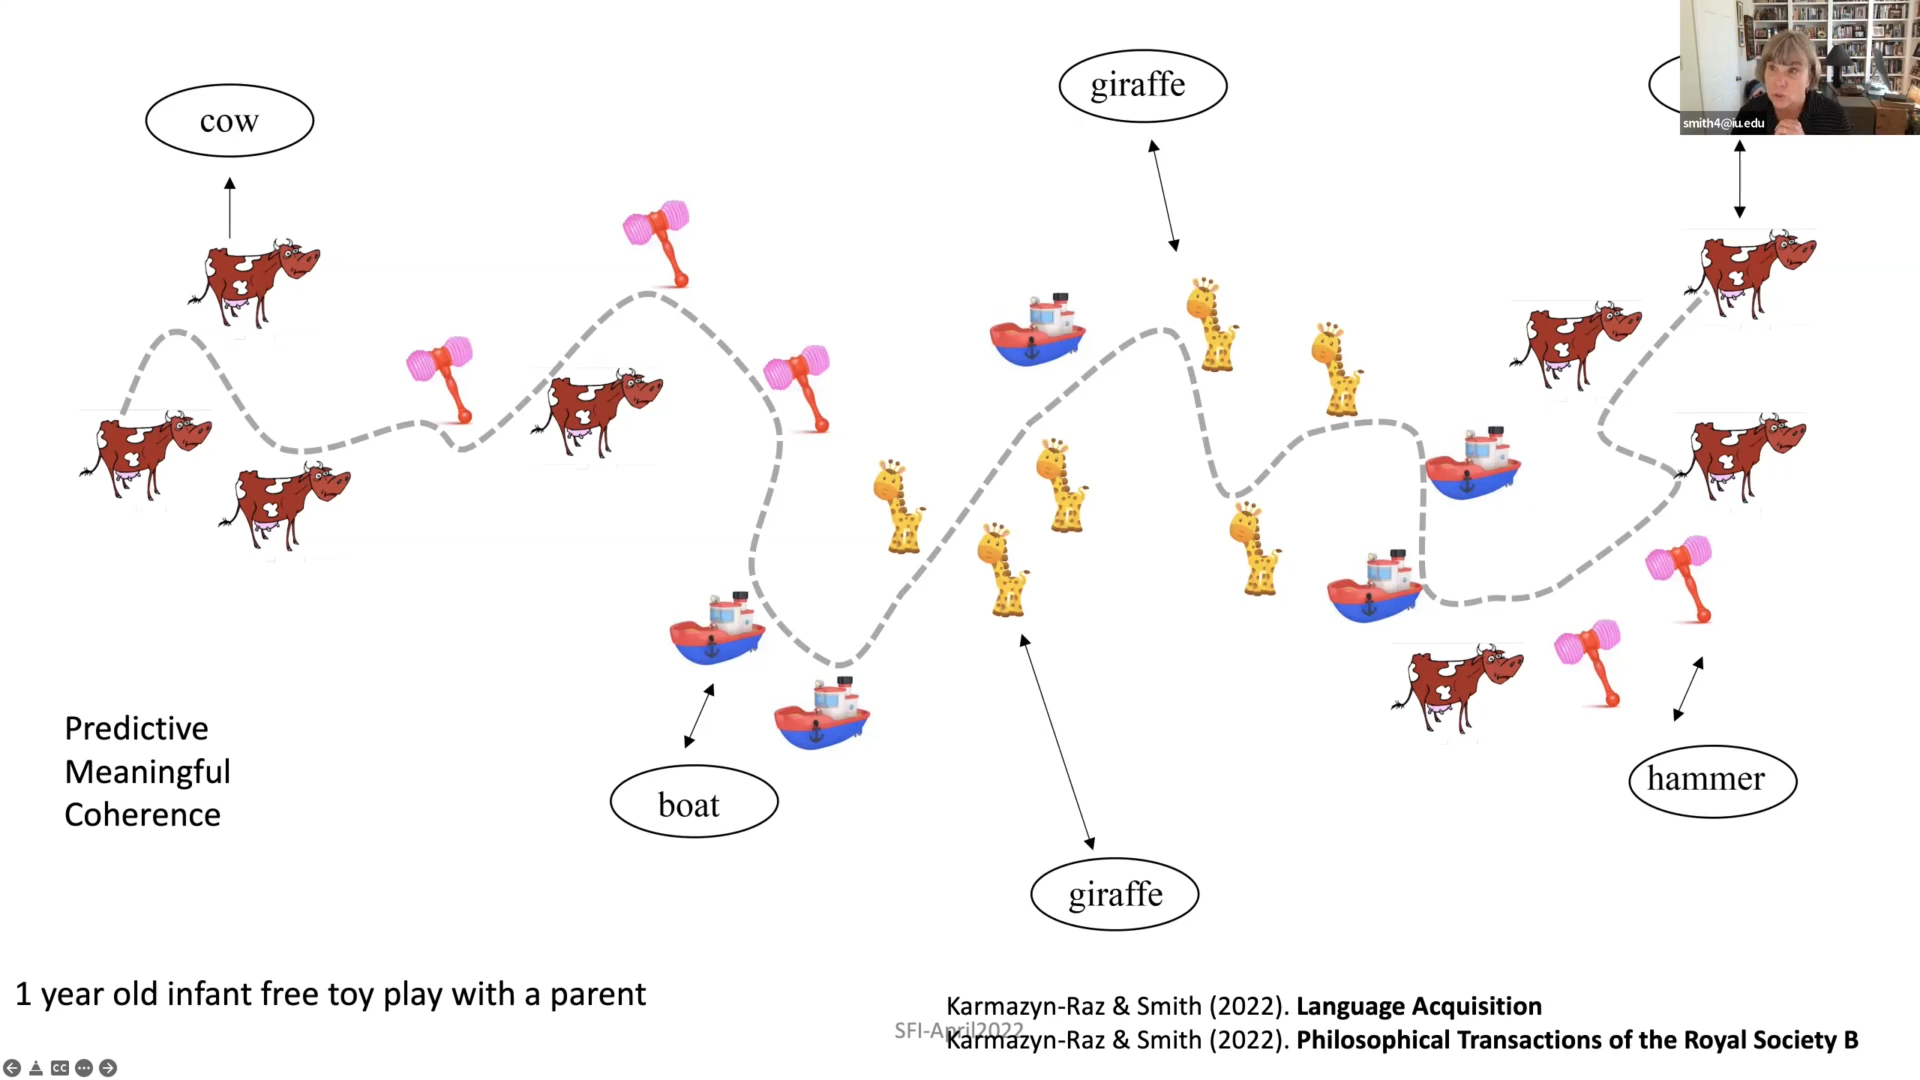 giraffe
cow
smith4@iu.edu
Predictive
Meaningful
Coherence
boat
hammer
giraffe
1 year old infant free toy play with a parent
Karmazyn-Raz & Smith (2022). Language Acquisition
SFI-April2022
Karmazyn-Raz & Smith (2022). Philosophical Transactions of the Royal Society B
CC